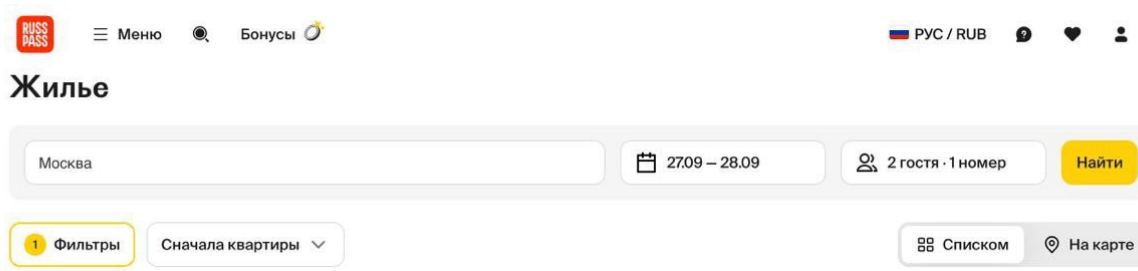 RUSS
PASS
Меню
Бонусы
РУС / RUB
Жилье
Москва
27.09 – 28.09
2 гостя · 1 номер
Найти
1 Фильтры
Сначала квартиры
Списком
На карте